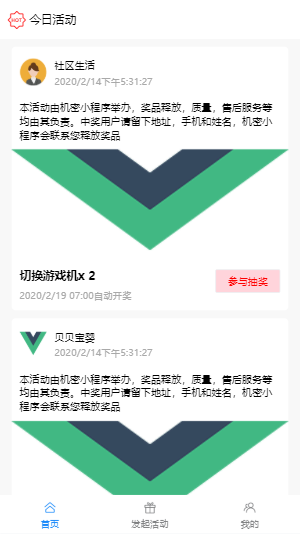 HOT 今日活动
社区生活
2020/2/14下午5:31:27
本活动由机密小程序举办，奖品释放，质量，售后服务等
均由其负责。中奖用户请留下地址，手机和姓名，机密小
程序会联系您释放奖品
切换游戏机x 2
参与抽奖
2020/2/19 07:00自动开奖
贝贝宝婴
2020/2/14下午5:31:27
本活动由机密小程序举办，奖品释放，质量，售后服务等
均由其负责。中奖用户请留下地址，手机和姓名，机密小
程序会联系您释放奖品
首页 发起活动 我的